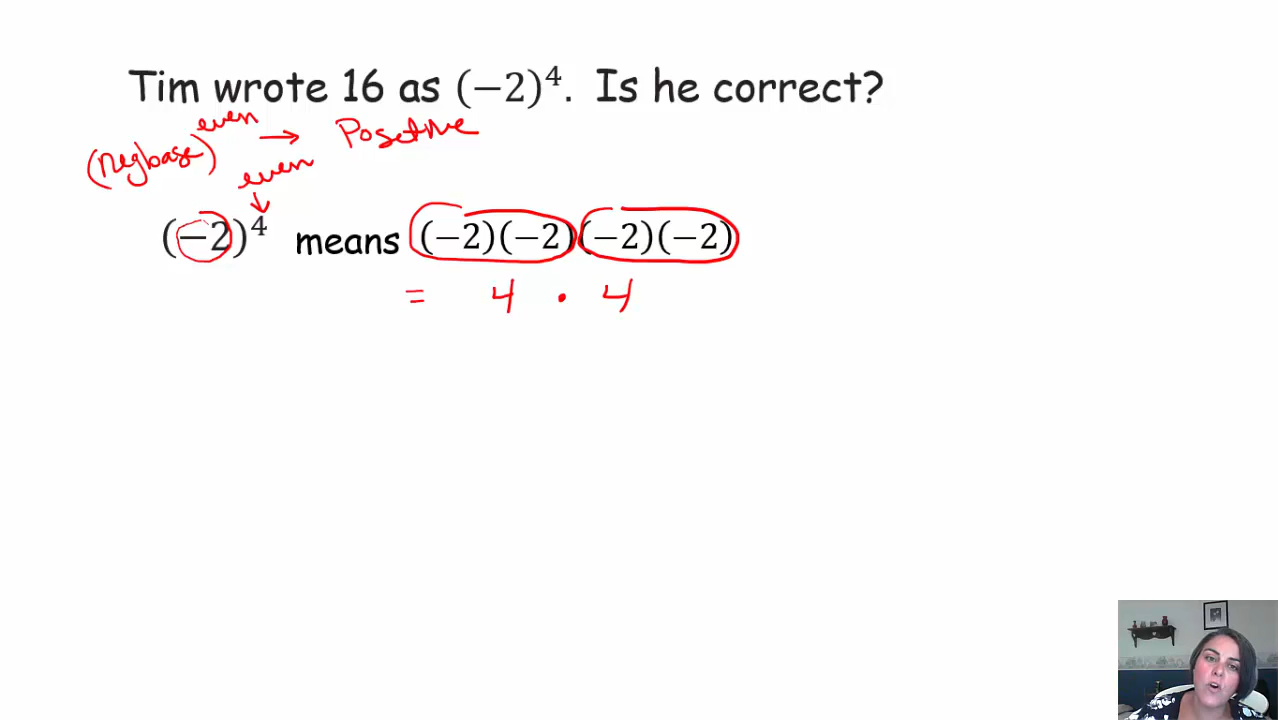 Tim wrote 16 as (−2)⁴. Is he correct?
(neg base)^even → Positive
even
↓
(−2)⁴ means (−2)(−2)(−2)(−2)
= 4 · 4